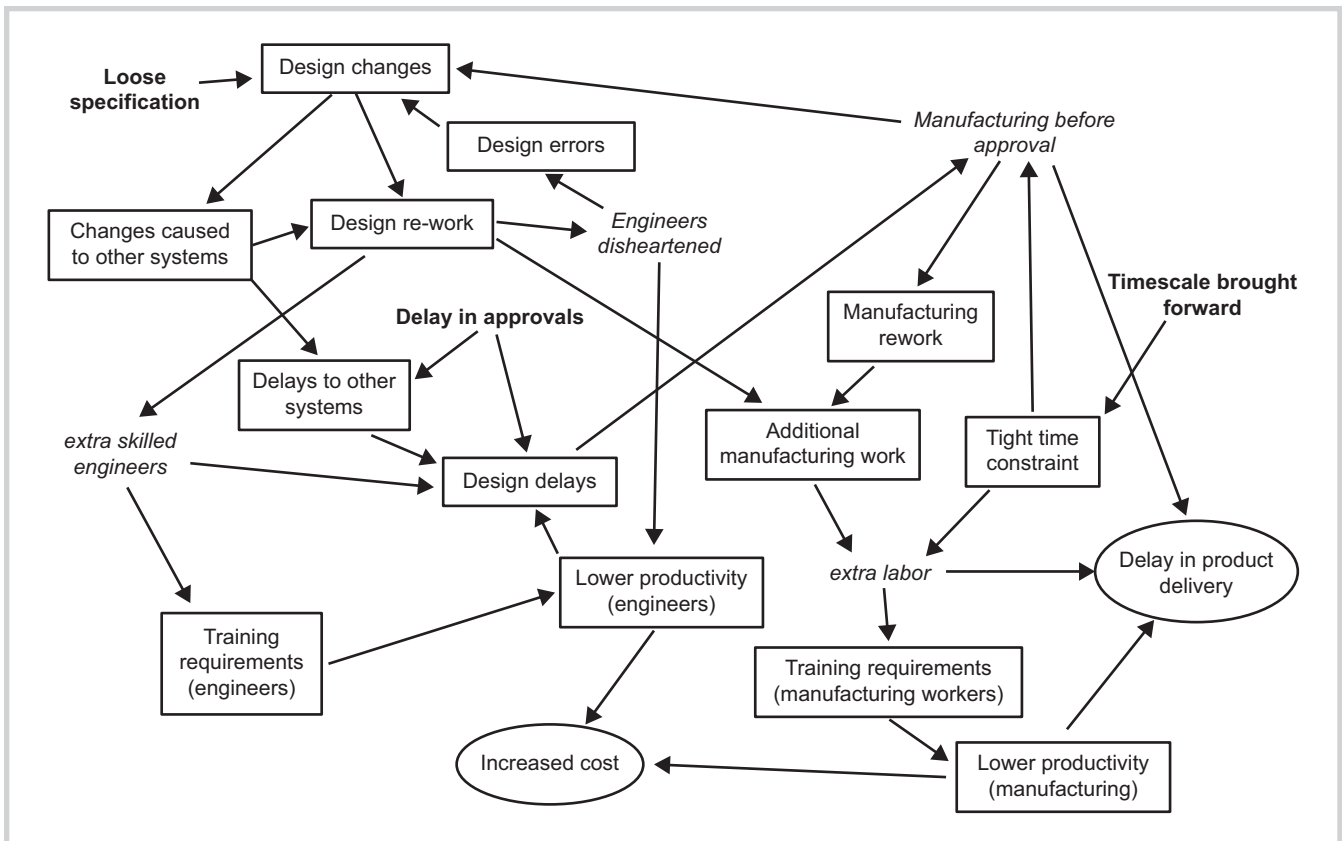 Loose
specification
Design changes
Manufacturing before
approval
Design errors
Changes caused
to other systems
Design re-work
Engineers
disheartened
Timescale brought
forward
Delay in approvals
Manufacturing
rework
Delays to other
systems
extra skilled
engineers
Additional
manufacturing work
Tight time
constraint
Design delays
Lower productivity
(engineers)
extra labor
Delay in product
delivery
Training
requirements
(engineers)
Training requirements
(manufacturing workers)
Increased cost
Lower productivity
(manufacturing)